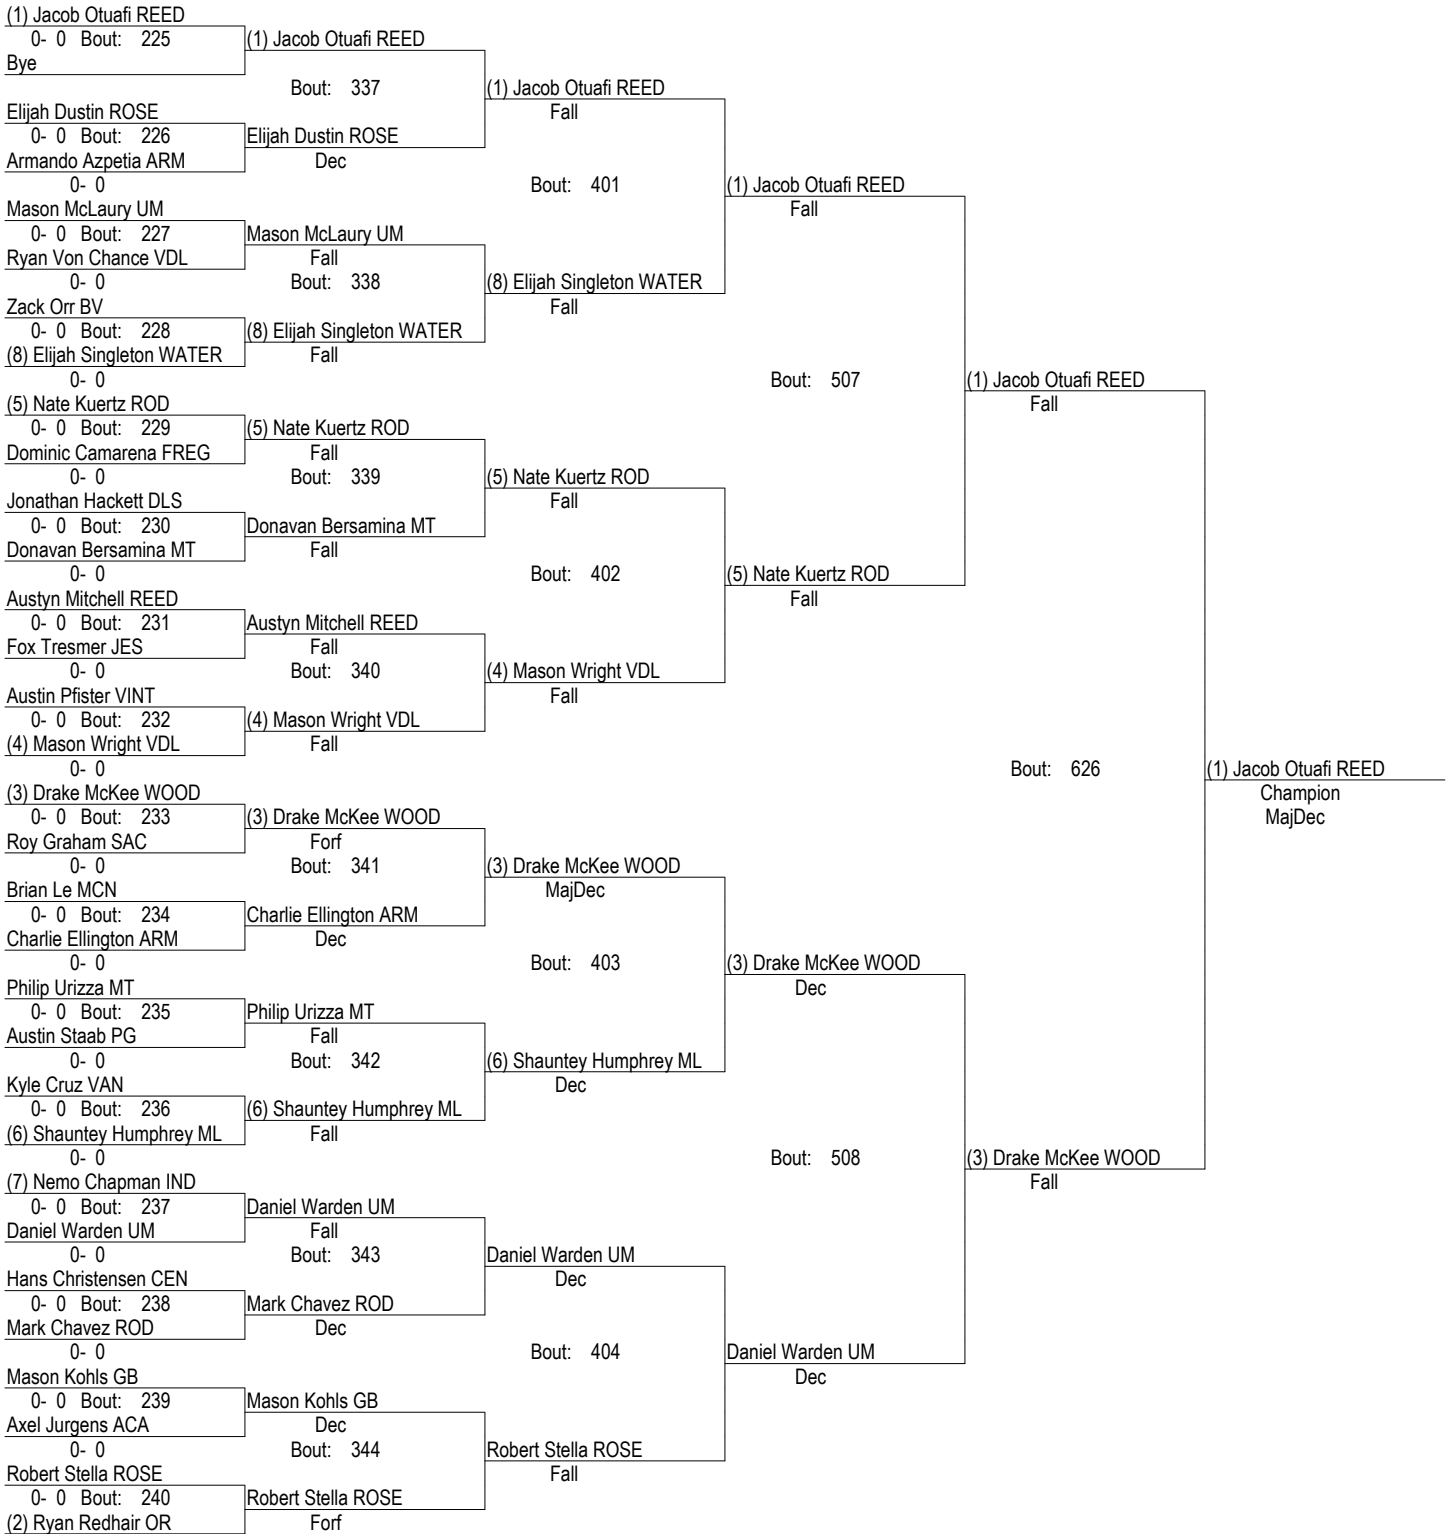 (1) Jacob Otuafi REED
0- 0 Bout: 225
Bye
Elijah Dustin ROSE
0- 0 Bout: 226
Armando Azpetia ARM
0- 0
Mason McLaury UM
0- 0 Bout: 227
Ryan Von Chance VDL
0- 0
Zack Orr BV
0- 0 Bout: 228
(8) Elijah Singleton WATER
0- 0
(5) Nate Kuertz ROD
0- 0 Bout: 229
Dominic Camarena FREG
0- 0
Jonathan Hackett DLS
0- 0 Bout: 230
Donavan Bersamina MT
0- 0
Austyn Mitchell REED
0- 0 Bout: 231
Fox Tresmer JES
0- 0
Austin Pfister VINT
0- 0 Bout: 232
(4) Mason Wright VDL
0- 0
(3) Drake McKee WOOD
0- 0 Bout: 233
Roy Graham SAC
0- 0
Brian Le MCN
0- 0 Bout: 234
Charlie Ellington ARM
0- 0
Philip Urizza MT
0- 0 Bout: 235
Austin Staab PG
0- 0
Kyle Cruz VAN
0- 0 Bout: 236
(6) Shauntey Humphrey ML
0- 0
(7) Nemo Chapman IND
0- 0 Bout: 237
Daniel Warden UM
0- 0
Hans Christensen CEN
0- 0 Bout: 238
Mark Chavez ROD
0- 0
Mason Kohls GB
0- 0 Bout: 239
Axel Jurgens ACA
0- 0
Robert Stella ROSE
0- 0 Bout: 240
(2) Ryan Redhair OR
(1) Jacob Otuafi REED
Bout: 337
Elijah Dustin ROSE
Dec
Mason McLaury UM
Fall
Bout: 338
(8) Elijah Singleton WATER
Fall
(5) Nate Kuertz ROD
Fall
Bout: 339
Donavan Bersamina MT
Fall
Austyn Mitchell REED
Fall
Bout: 340
(4) Mason Wright VDL
Fall
(3) Drake McKee WOOD
Forf
Bout: 341
Charlie Ellington ARM
Dec
Philip Urizza MT
Fall
Bout: 342
(6) Shauntey Humphrey ML
Fall
Daniel Warden UM
Fall
Bout: 343
Mark Chavez ROD
Dec
Mason Kohls GB
Dec
Bout: 344
Robert Stella ROSE
Forf
(1) Jacob Otuafi REED
Fall
Bout: 401
(8) Elijah Singleton WATER
Fall
(5) Nate Kuertz ROD
Fall
Bout: 402
(4) Mason Wright VDL
Fall
(3) Drake McKee WOOD
MajDec
Bout: 403
(6) Shauntey Humphrey ML
Dec
Daniel Warden UM
Dec
Bout: 404
Robert Stella ROSE
Fall
(1) Jacob Otuafi REED
Fall
Bout: 507
(5) Nate Kuertz ROD
Fall
(3) Drake McKee WOOD
Dec
Bout: 508
Daniel Warden UM
Dec
(1) Jacob Otuafi REED
Fall
Bout: 626
(3) Drake McKee WOOD
Fall
(1) Jacob Otuafi REED
Champion
MajDec